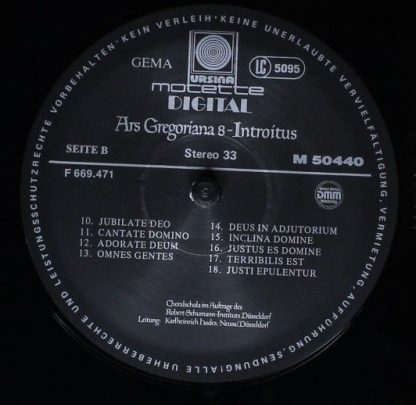 ALLE URHEBERRECHTE UND LEISTUNGSSCHUTZRECHTE VORBEHALTEN·KEIN VERLEIH·KEINE UNERLAUBTE VERVIELFÄLTIGUNG, VERMIETUNG, AUFFÜHRUNG, SENDUNG!
GEMA
URSINA
motette
LC 5095
DIGITAL
Ars Gregoriana 8-Introitus
SEITE B
Stereo 33
M 50440
F 669.471
DMM
10. JUBILATE DEO
11. CANTATE DOMINO
12. ADORATE DEUM
13. OMNES GENTES
14. DEUS IN ADJUTORIUM
15. INCLINA DOMINE
16. JUSTUS ES DOMINE
17. TERRIBILIS EST
18. JUSTI EPULENTUR
Choralschola im Auftrage des
Robert-Schumann-Institues Düsseldorf
Leitung: Karlheinrich Hodes, Neuss/Düsseldorf